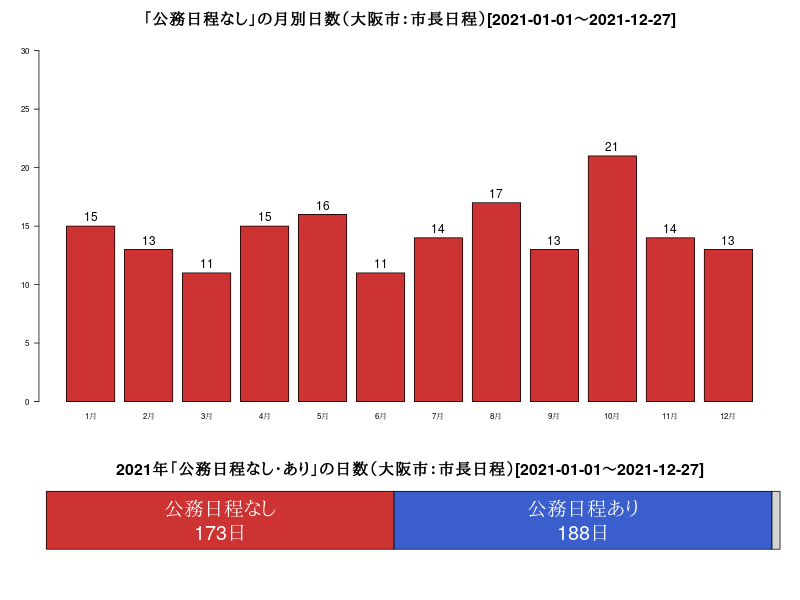 「公務日程なし」の月別日数（大阪市：市長日程）[2021-01-01～2021-12-27]
30
25
20
15
10
5
0
15
13
11
15
16
11
14
17
13
21
14
13
1月
2月
3月
4月
5月
6月
7月
8月
9月
10月
11月
12月
2021年「公務日程なし・あり」の日数（大阪市：市長日程）[2021-01-01～2021-12-27]
公務日程なし
173日
公務日程あり
188日